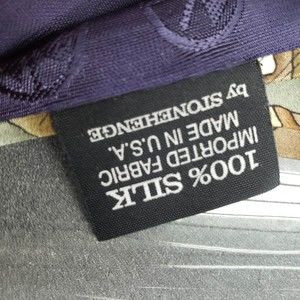 100% SILK
IMPORTED FABRIC
MADE IN U.S.A.
by STONEHENGE